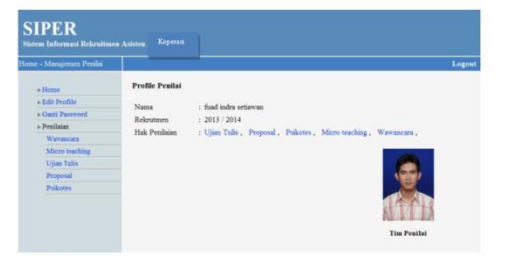 SIPER
Sistem Informasi Rekruitmen Asisten
Koperasi
Home - Manajemen Penilai
Logout
» Home
» Edit Profile
» Ganti Password
» Penilaian
Wawancara
Micro teaching
Ujian Tulis
Proposal
Psikotes
Profile Penilai
Nama : fuad indra setiawan
Rekrutmen : 2013 / 2014
Hak Penilaian : Ujian Tulis , Proposal , Psikotes , Micro teaching , Wawancara ,
Tim Penilai